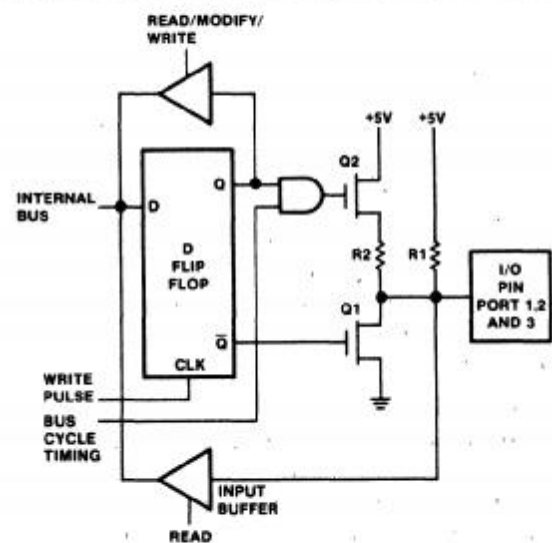 READ/MODIFY/
WRITE
+5V
+5V
Q2
INTERNAL
BUS
D
Q
D
FLIP
FLOP
R2
R1
I/O
PIN
PORT 1,2
AND 3
Q1
Q̅
CLK
WRITE
PULSE
BUS
CYCLE
TIMING
INPUT
BUFFER
READ